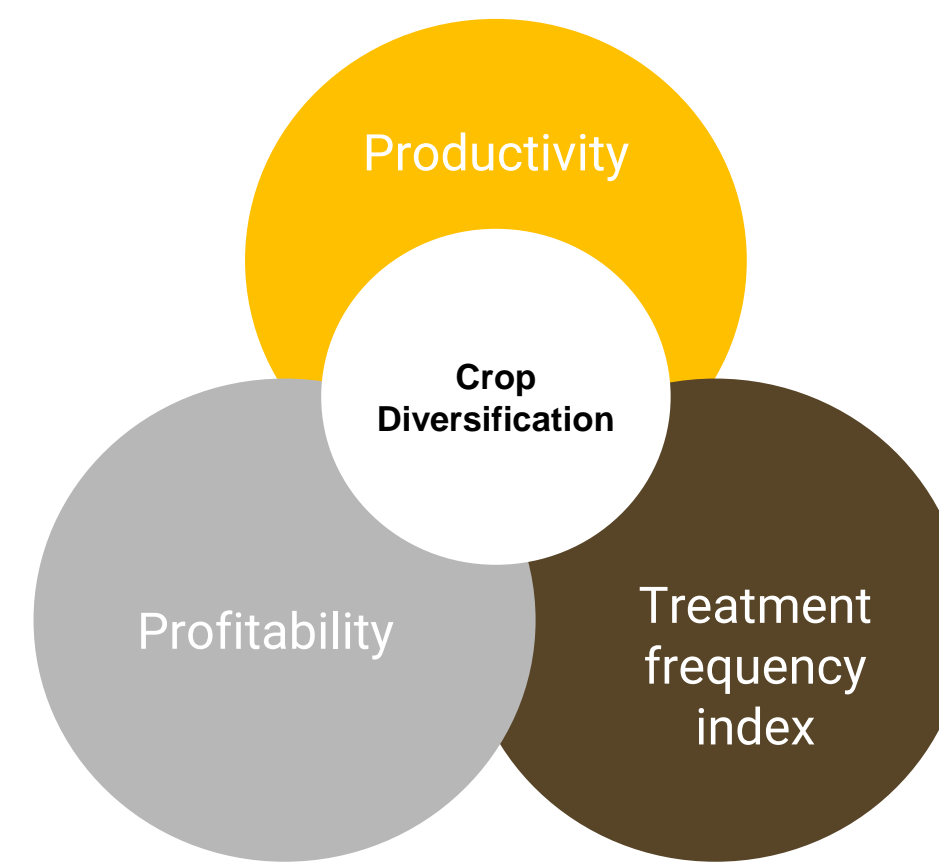 Productivity
Crop
Diversification
Profitability
Treatment
frequency
index